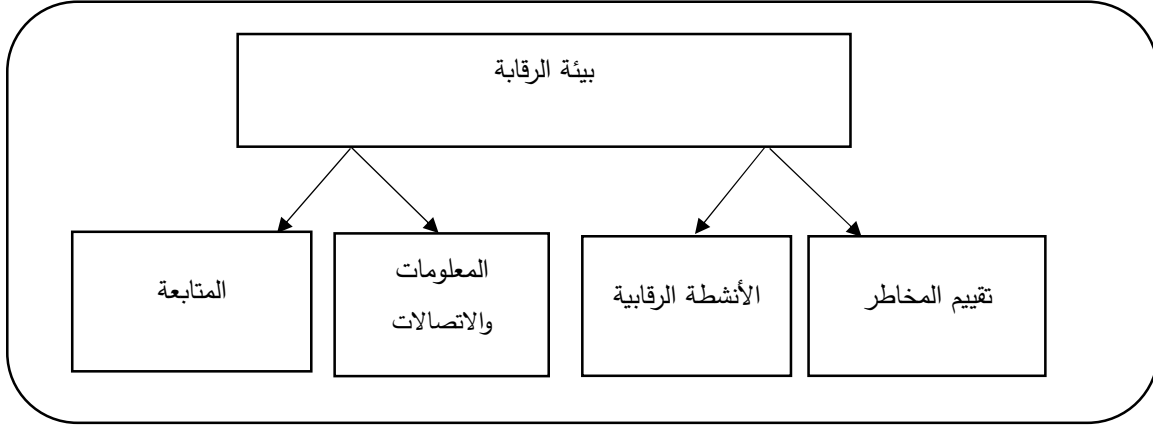 بيئة الرقابة
تقييم المخاطر
الأنشطة الرقابية
المعلومات
والاتصالات
المتابعة